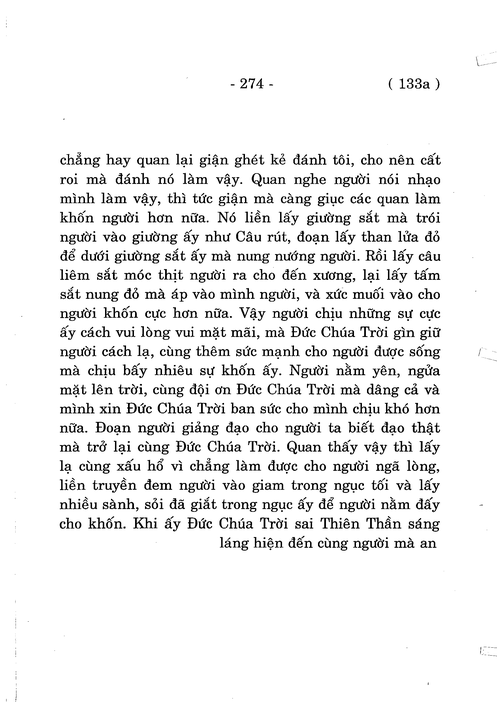 - 274 - ( 133a )
chẳng hay quan lại giận ghét kẻ đánh tôi, cho nên cất
roi mà đánh nó làm vậy. Quan nghe người nói nhạo
mình làm vậy, thì tức giận mà càng giục các quan làm
khốn người hơn nữa. Nó liền lấy giường sắt mà trói
người vào giường ấy như Câu rút, đoạn lấy than lửa đỏ
để dưới giường sắt ấy mà nung nướng người. Rồi lấy câu
liêm sắt móc thịt người ra cho đến xương, lại lấy tấm
sắt nung đỏ mà áp vào mình người, và xức muối vào cho
người khốn cực hơn nữa. Vậy người chịu những sự cực
ấy cách vui lòng vui mặt mãi, mà Đức Chúa Trời gìn giữ
người cách lạ, cùng thêm sức mạnh cho người được sống
mà chịu bấy nhiêu sự khốn ấy. Người nằm yên, ngửa
mặt lên trời, cùng đội ơn Đức Chúa Trời mà dâng cả và
mình xin Đức Chúa Trời ban sức cho mình chịu khó hơn
nữa. Đoạn người giảng đạo cho người ta biết đạo thật
mà trở lại cùng Đức Chúa Trời. Quan thấy vậy thì lấy
lạ cùng xấu hổ vì chẳng làm được cho người ngã lòng,
liền truyền đem người vào giam trong ngục tối và lấy
nhiều sành, sỏi đã giắt trong ngục ấy để người nằm đấy
cho khốn. Khi ấy Đức Chúa Trời sai Thiên Thần sáng
láng hiện đến cùng người mà an